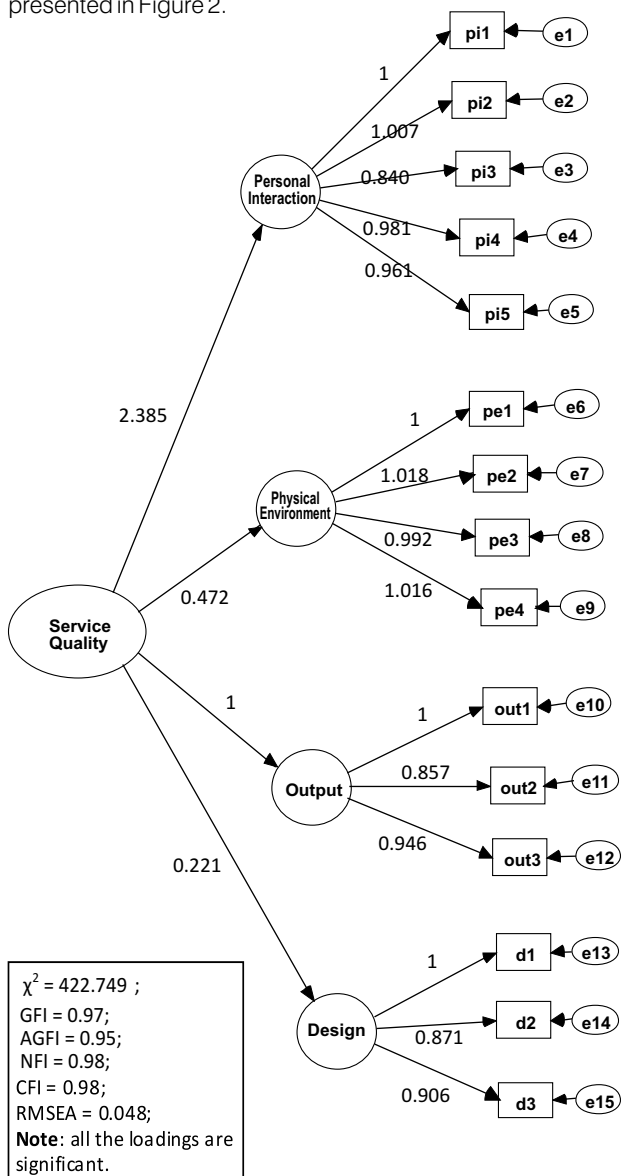 presented in Figure 2.
pi1
e1
1
pi2
e2
1.007
Personal
Interaction
pi3
e3
0.840
pi4
e4
0.981
pi5
e5
0.961
2.385
pe1
e6
1
pe2
e7
1.018
Physical
Environment
pe3
e8
0.992
pe4
e9
1.016
0.472
Service
Quality
out1
e10
1
1
Output
out2
e11
0.857
out3
e12
0.946
0.221
d1
e13
1
Design
d2
e14
0.871
d3
e15
0.906
χ² = 422.749 ;
GFI = 0.97;
AGFI = 0.95;
NFI = 0.98;
CFI = 0.98;
RMSEA = 0.048;
Note: all the loadings are
significant.